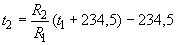 t₂ = R₂/R₁ (t₁ + 234,5) − 234,5